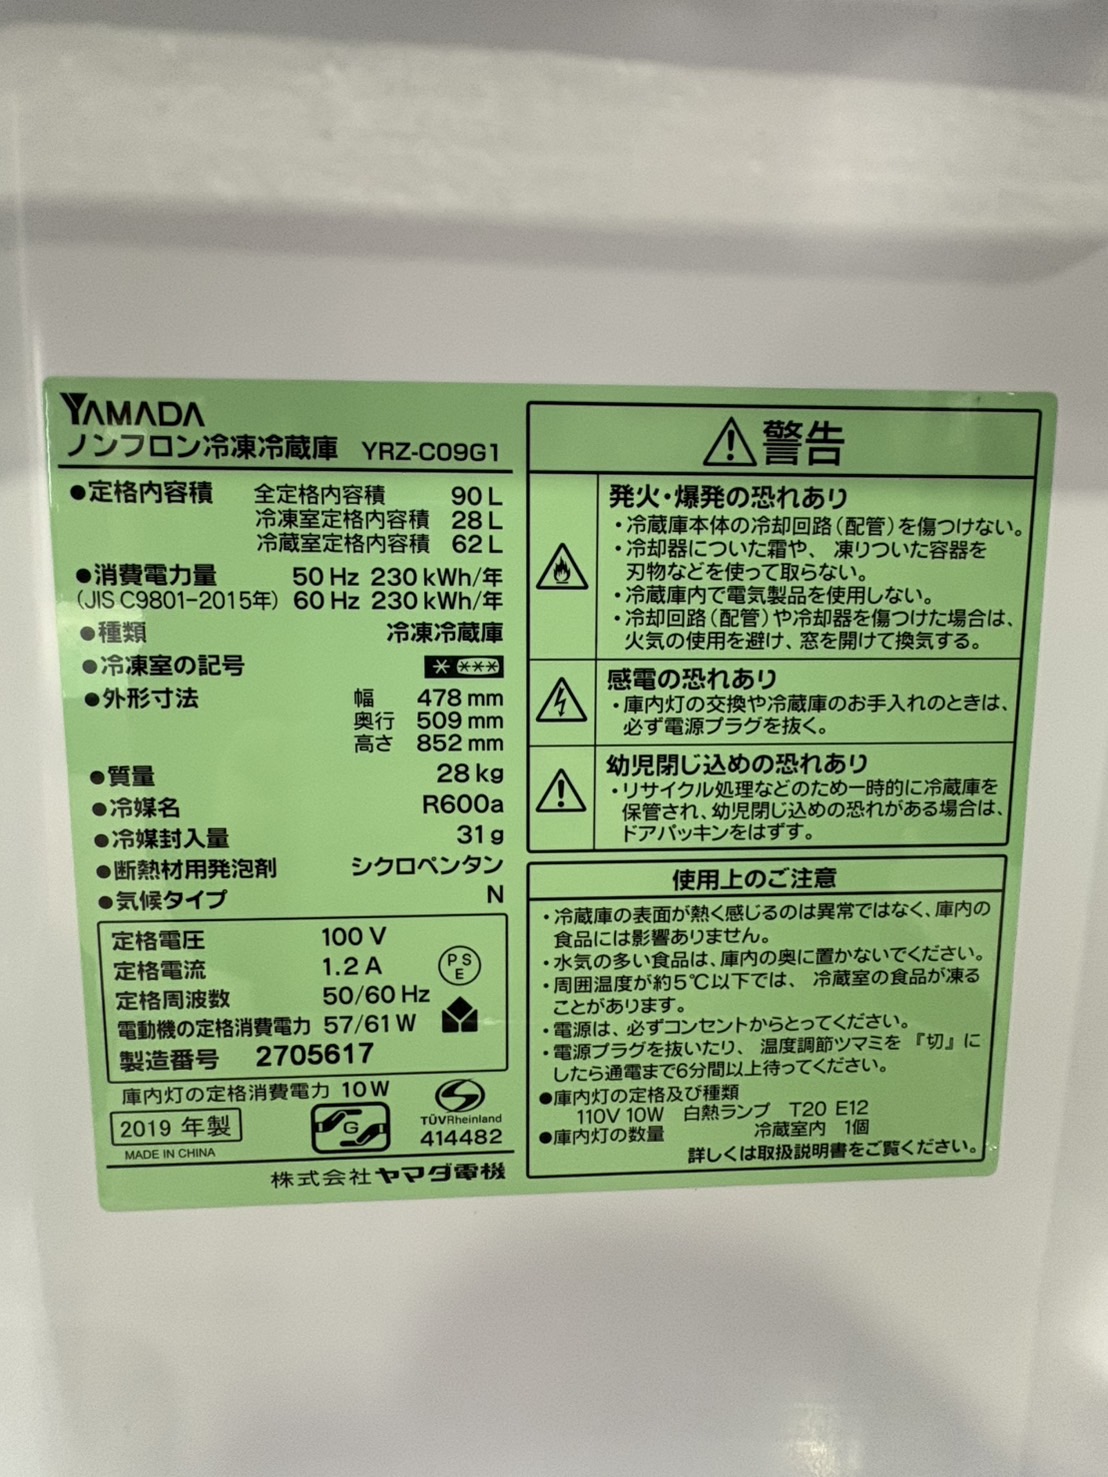 YAMADA
ノンフロン冷凍冷蔵庫 YRZ-C09G1
●定格内容積 全定格内容積 90 L
冷凍室定格内容積 28 L
冷蔵室定格内容積 62 L
●消費電力量 50 Hz 230 kWh/年
(JIS C9801-2015年) 60 Hz 230 kWh/年
●種類 冷凍冷蔵庫
●冷凍室の記号 * ***
●外形寸法 幅 478 mm
奥行 509 mm
高さ 852 mm
●質量 28 kg
●冷媒名 R600a
●冷媒封入量 31 g
●断熱材用発泡剤 シクロペンタン
●気候タイプ N
定格電圧 100 V
定格電流 1.2 A
定格周波数 50/60 Hz
電動機の定格消費電力 57/61 W
製造番号 2705617
PS
E
庫内灯の定格消費電力 10 W
2019 年製
MADE IN CHINA
G
TÜVRheinland
414482
株式会社ヤマダ電機
警告
発火・爆発の恐れあり
・冷蔵庫本体の冷却回路(配管)を傷つけない。
・冷却器についた霜や、凍りついた容器を
刃物などを使って取らない。
・冷蔵庫内で電気製品を使用しない。
・冷却回路(配管)や冷却器を傷つけた場合は、
火気の使用を避け、窓を開けて換気する。
感電の恐れあり
・庫内灯の交換や冷蔵庫のお手入れのときは、
必ず電源プラグを抜く。
幼児閉じ込めの恐れあり
・リサイクル処理などのため一時的に冷蔵庫を
保管され、幼児閉じ込めの恐れがある場合は、
ドアパッキンをはずす。
使用上のご注意
・冷蔵庫の表面が熱く感じるのは異常ではなく、庫内の
食品には影響ありません。
・水気の多い食品は、庫内の奥に置かないでください。
・周囲温度が約5℃以下では、冷蔵室の食品が凍る
ことがあります。
・電源は、必ずコンセントからとってください。
・電源プラグを抜いたり、温度調節ツマミを『切』に
したら通電まで6分間以上待ってください。
●庫内灯の定格及び種類
110V 10W 白熱ランプ T20 E12
●庫内灯の数量 冷蔵室内 1個
詳しくは取扱説明書をご覧ください。